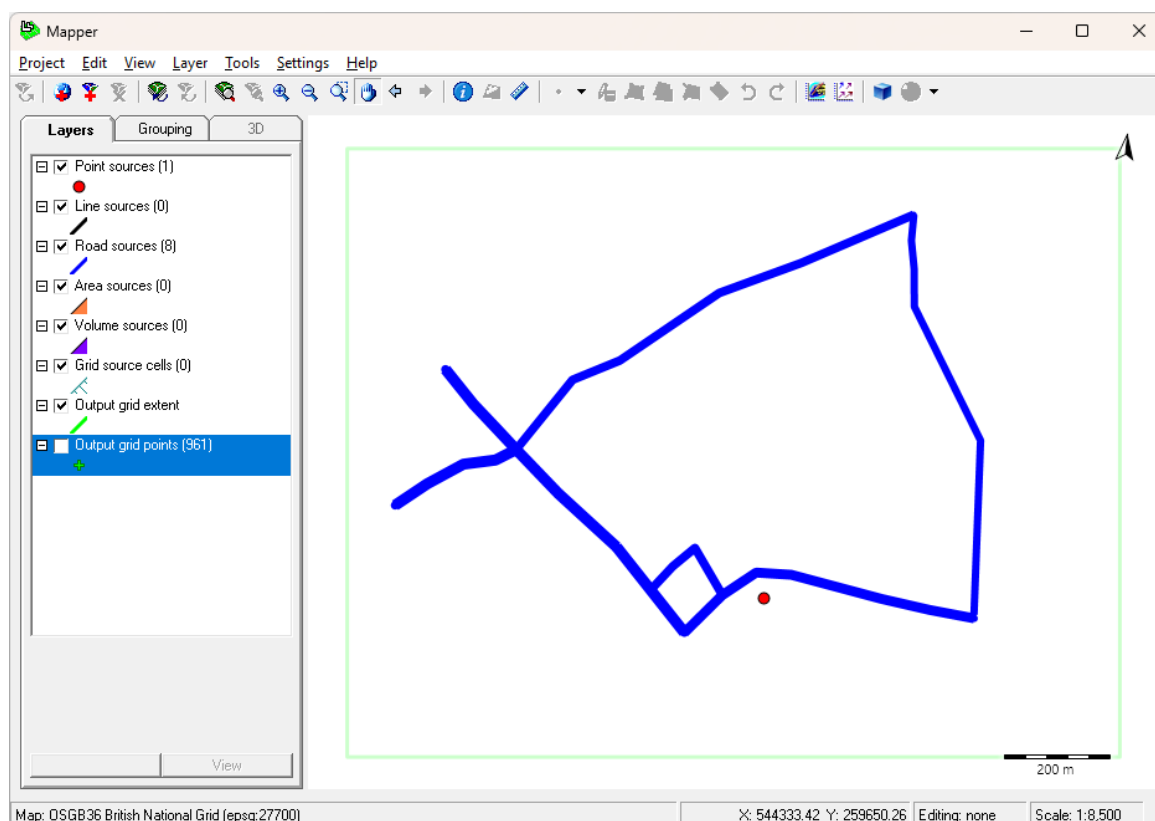 Mapper
Project Edit View Layer Tools Settings Help
Layers Grouping 3D
Point sources (1)
Line sources (0)
Road sources (8)
Area sources (0)
Volume sources (0)
Grid source cells (0)
Output grid extent
Output grid points (961)
View
200 m
Map: OSGB36 British National Grid (epsg:27700) X: 544333.42 Y: 259650.26 Editing: none Scale: 1:8,500